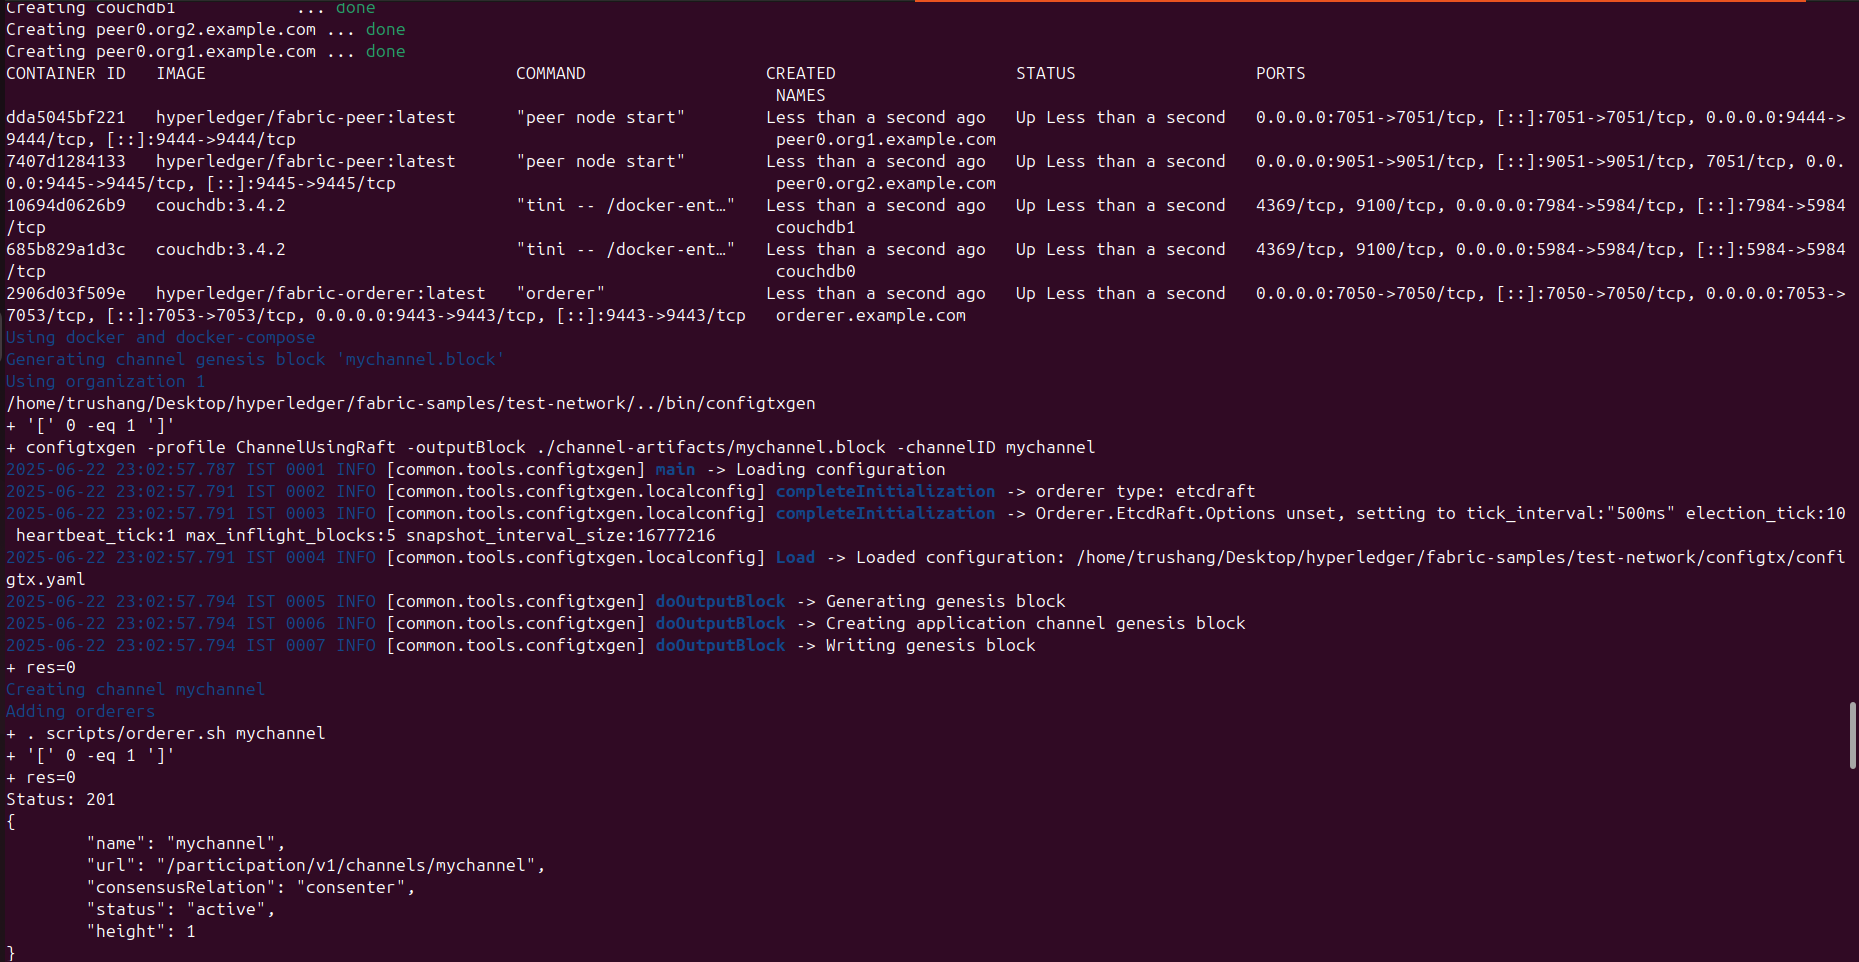 Creating couchdb1            ... done
Creating peer0.org2.example.com ... done
Creating peer0.org1.example.com ... done
CONTAINER ID   IMAGE                               COMMAND                  CREATED                  STATUS                  PORTS
NAMES
dda5045bf221   hyperledger/fabric-peer:latest      "peer node start"        Less than a second ago   Up Less than a second   0.0.0.0:7051->7051/tcp, [::]:7051->7051/tcp, 0.0.0.0:9444->
9444/tcp, [::]:9444->9444/tcp                                                peer0.org1.example.com
7407d1284133   hyperledger/fabric-peer:latest      "peer node start"        Less than a second ago   Up Less than a second   0.0.0.0:9051->9051/tcp, [::]:9051->9051/tcp, 7051/tcp, 0.0.
0.0:9445->9445/tcp, [::]:9445->9445/tcp                                      peer0.org2.example.com
10694d0626b9   couchdb:3.4.2                       "tini -- /docker-ent…"   Less than a second ago   Up Less than a second   4369/tcp, 9100/tcp, 0.0.0.0:7984->5984/tcp, [::]:7984->5984
/tcp                                                                         couchdb1
685b829a1d3c   couchdb:3.4.2                       "tini -- /docker-ent…"   Less than a second ago   Up Less than a second   4369/tcp, 9100/tcp, 0.0.0.0:5984->5984/tcp, [::]:5984->5984
/tcp                                                                         couchdb0
2906d03f509e   hyperledger/fabric-orderer:latest   "orderer"                Less than a second ago   Up Less than a second   0.0.0.0:7050->7050/tcp, [::]:7050->7050/tcp, 0.0.0.0:7053->
7053/tcp, [::]:7053->7053/tcp, 0.0.0.0:9443->9443/tcp, [::]:9443->9443/tcp   orderer.example.com
Using docker and docker-compose
Generating channel genesis block 'mychannel.block'
Using organization 1
/home/trushang/Desktop/hyperledger/fabric-samples/test-network/../bin/configtxgen
+ '[' 0 -eq 1 ']'
+ configtxgen -profile ChannelUsingRaft -outputBlock ./channel-artifacts/mychannel.block -channelID mychannel
2025-06-22 23:02:57.787 IST 0001 INFO [common.tools.configtxgen] main -> Loading configuration
2025-06-22 23:02:57.791 IST 0002 INFO [common.tools.configtxgen.localconfig] completeInitialization -> orderer type: etcdraft
2025-06-22 23:02:57.791 IST 0003 INFO [common.tools.configtxgen.localconfig] completeInitialization -> Orderer.EtcdRaft.Options unset, setting to tick_interval:"500ms" election_tick:10
 heartbeat_tick:1 max_inflight_blocks:5 snapshot_interval_size:16777216
2025-06-22 23:02:57.791 IST 0004 INFO [common.tools.configtxgen.localconfig] Load -> Loaded configuration: /home/trushang/Desktop/hyperledger/fabric-samples/test-network/configtx/confi
gtx.yaml
2025-06-22 23:02:57.794 IST 0005 INFO [common.tools.configtxgen] doOutputBlock -> Generating genesis block
2025-06-22 23:02:57.794 IST 0006 INFO [common.tools.configtxgen] doOutputBlock -> Creating application channel genesis block
2025-06-22 23:02:57.794 IST 0007 INFO [common.tools.configtxgen] doOutputBlock -> Writing genesis block
+ res=0
Creating channel mychannel
Adding orderers
+ . scripts/orderer.sh mychannel
+ '[' 0 -eq 1 ']'
+ res=0
Status: 201
{
        "name": "mychannel",
        "url": "/participation/v1/channels/mychannel",
        "consensusRelation": "consenter",
        "status": "active",
        "height": 1
}